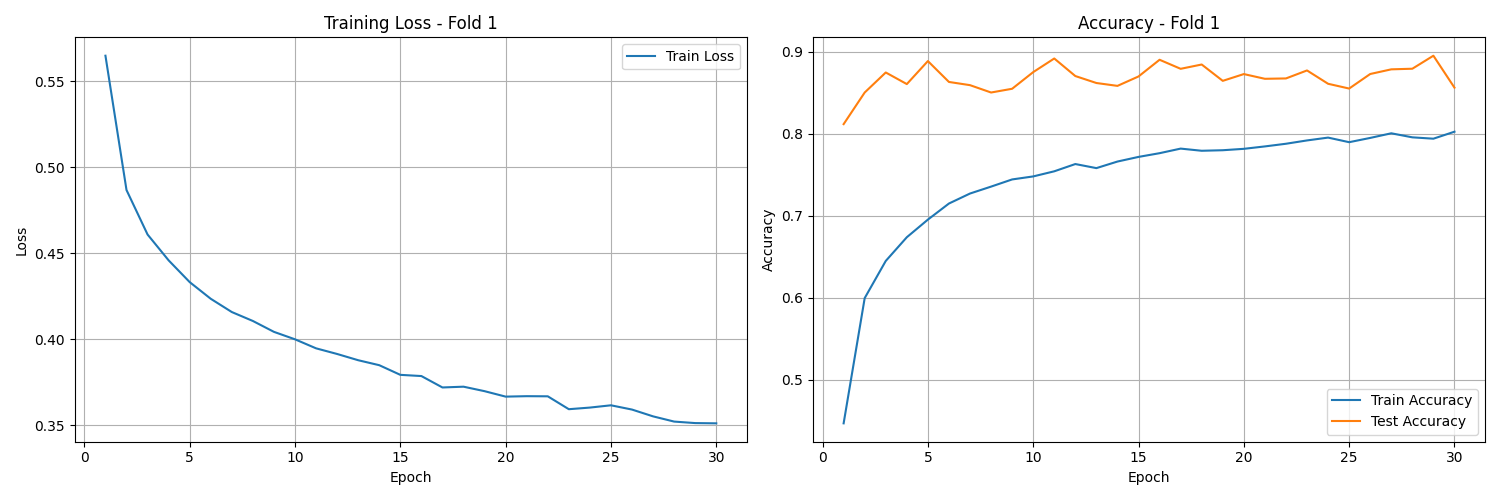 Training Loss - Fold 1
Train Loss
0.55
0.50
0.45
0.40
0.35
Loss
0 5 10 15 20 25 30
Epoch
Accuracy - Fold 1
0.9
0.8
0.7
0.6
0.5
Accuracy
Train Accuracy
Test Accuracy
0 5 10 15 20 25 30
Epoch